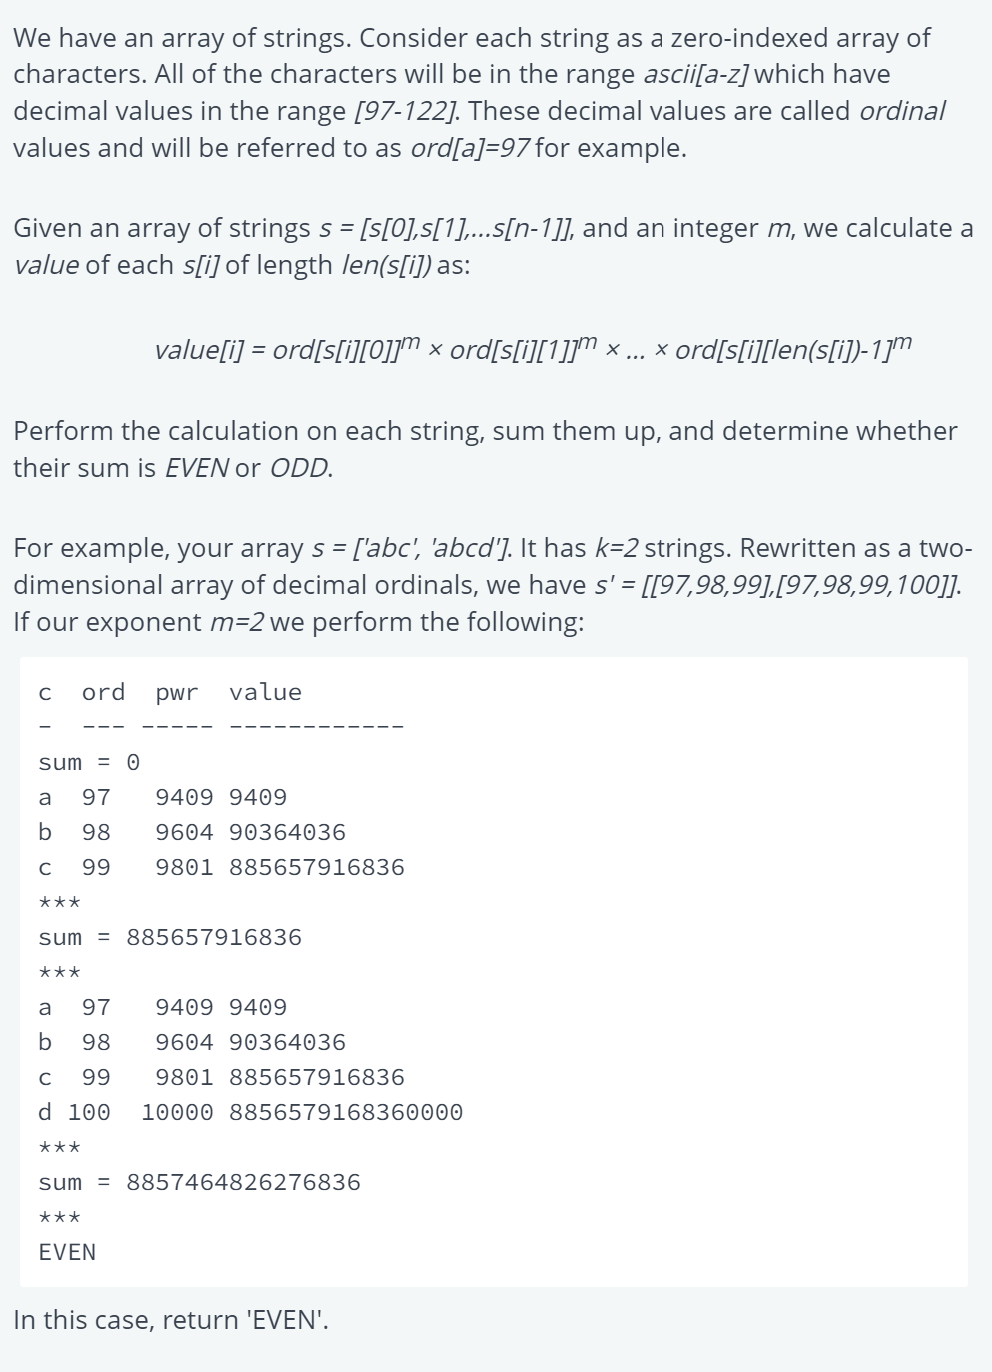 We have an array of strings. Consider each string as a zero-indexed array of
characters. All of the characters will be in the range ascii[a-z] which have
decimal values in the range [97-122]. These decimal values are called ordinal
values and will be referred to as ord[a]=97 for example.
Given an array of strings s = [s[0],s[1],...s[n-1]], and an integer m, we calculate a
value of each s[i] of length len(s[i]) as:
value[i] = ord[s[i][0]]^m × ord[s[i][1]]^m × ... × ord[s[i][len(s[i])-1]^m
Perform the calculation on each string, sum them up, and determine whether
their sum is EVEN or ODD.
For example, your array s = ['abc', 'abcd']. It has k=2 strings. Rewritten as a two-
dimensional array of decimal ordinals, we have s' = [[97,98,99],[97,98,99,100]].
If our exponent m=2 we perform the following:
c  ord  pwr  value
-  --- ----- ------------
sum = 0
a  97   9409 9409
b  98   9604 90364036
c  99   9801 885657916836
***
sum = 885657916836
***
a  97   9409 9409
b  98   9604 90364036
c  99   9801 885657916836
d 100  10000 8856579168360000
***
sum = 8857464826276836
***
EVEN
In this case, return 'EVEN'.